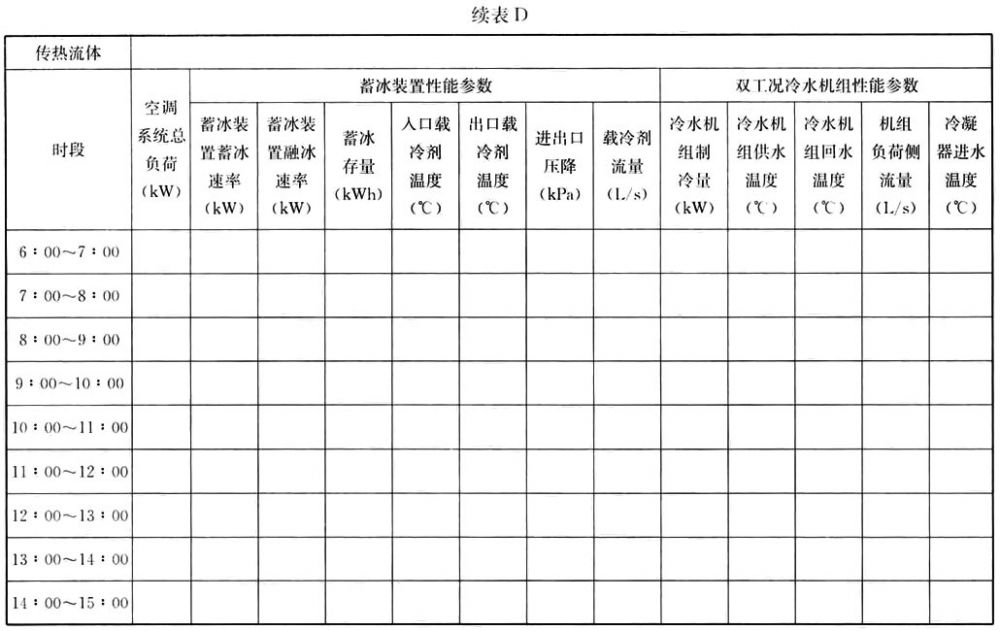 续表 D
传热流体
时段
空调
系统总
负荷
(kW)
蓄冰装置性能参数
双工况冷水机组性能参数
蓄冰装
置蓄冰
速率
(kW)
蓄冰装
置融冰
速率
(kW)
蓄冰
存量
(kWh)
入口载
冷剂
温度
(℃)
出口载
冷剂
温度
(℃)
进出口
压降
(kPa)
载冷剂
流量
(L/s)
冷水机
组制
冷量
(kW)
冷水机
组供水
温度
(℃)
冷水机
组回水
温度
(℃)
机组
负荷侧
流量
(L/s)
冷凝
器进水
温度
(℃)
6：00～7：00
7：00～8：00
8：00～9：00
9：00～10：00
10：00～11：00
11：00～12：00
12：00～13：00
13：00～14：00
14：00～15：00